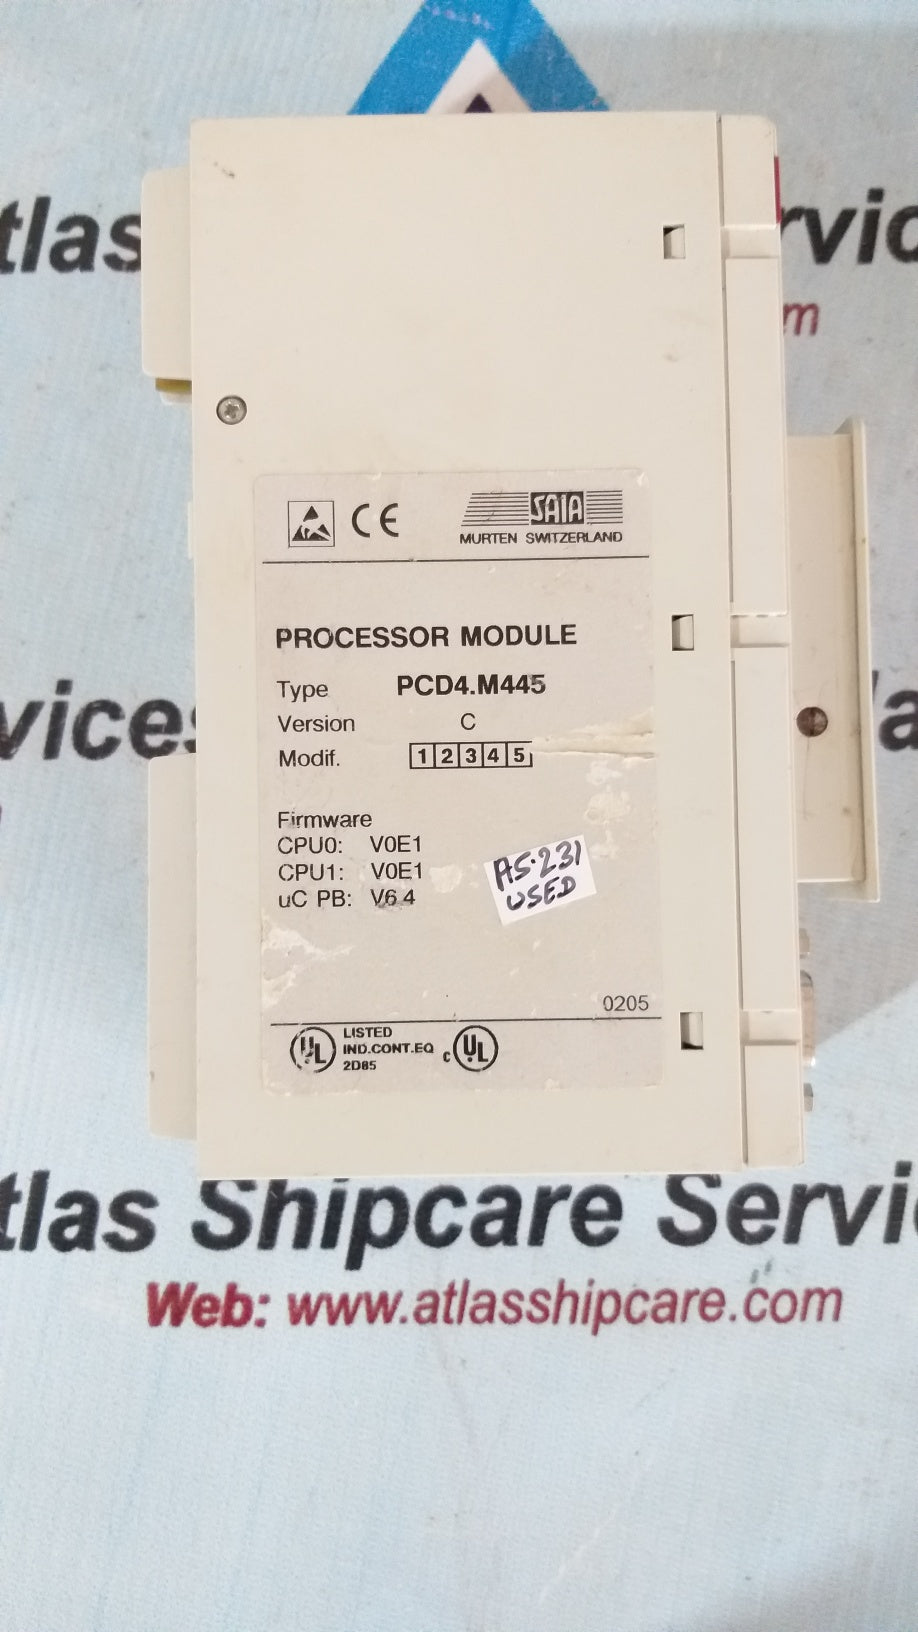 tlas
rvic
m
CE
SAIA
MURTEN SWITZERLAND
PROCESSOR MODULE
Type PCD4.M445
Version C
Modif. 1 2 3 4 5
Firmware
CPU0: V0E1
CPU1: V0E1
uC PB: V6.4
AS-231
USED
0205
UL LISTED
IND.CONT.EQ
2D85
c UL
vices
la
tlas Shipcare Servi
Web: www.atlasshipcare.com